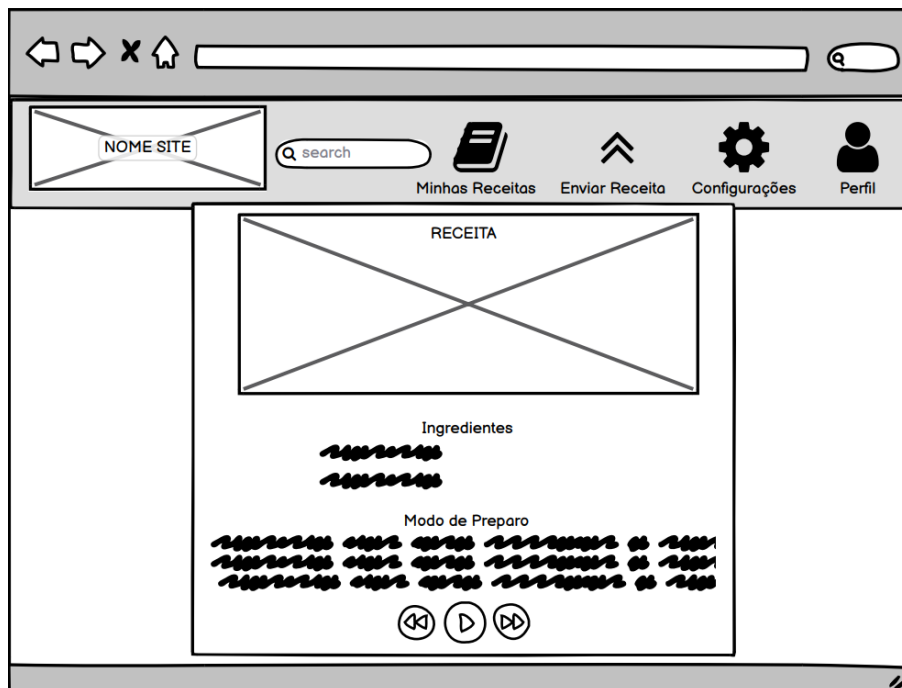 NOME SITE
search
Minhas Receitas
Enviar Receita
Configurações
Perfil
RECEITA
Ingredientes
Modo de Preparo